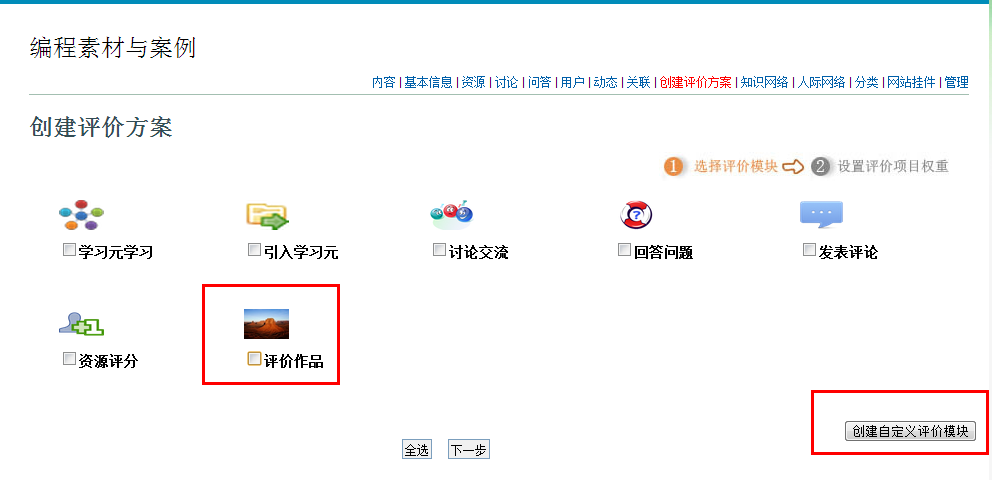 编程素材与案例
内容 | 基本信息 | 资源 | 讨论 | 问答 | 用户 | 动态 | 关联 | 创建评价方案 | 知识网络 | 人际网络 | 分类 | 网站挂件 | 管理
创建评价方案
1 选择评价模块 2 设置评价项目权重
学习元学习 引入学习元 讨论交流 回答问题 发表评论
资源评分 评价作品
创建自定义评价模块
全选 下一步